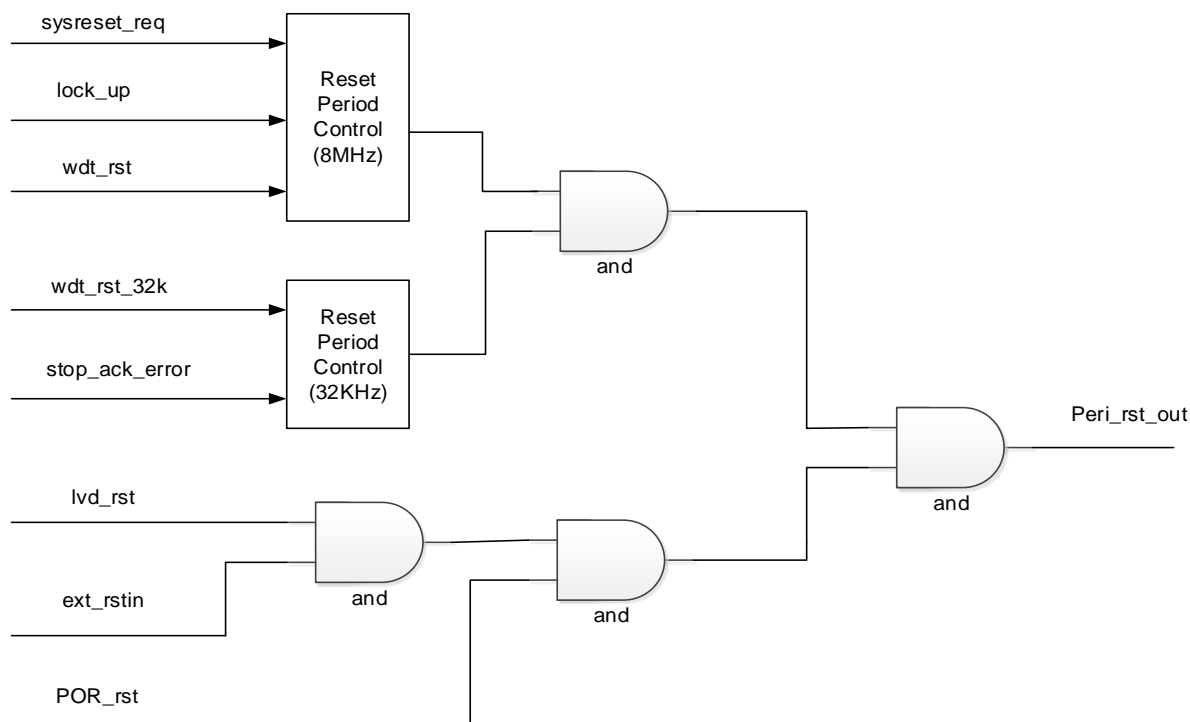 sysreset_req
lock_up
wdt_rst
Reset
Period
Control
(8MHz)
and
wdt_rst_32k
stop_ack_error
Reset
Period
Control
(32KHz)
Peri_rst_out
and
lvd_rst
ext_rstin
and
and
POR_rst